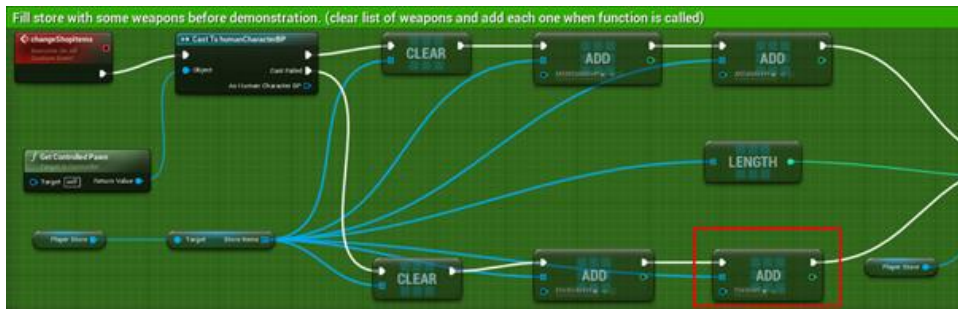 Fill store with some weapons before demonstration. (clear list of weapons and add each one when function is called)
changeShopItems
Custom Event
Cast To humanCharacterBP
Object
Cast Failed
As Human Character BP
CLEAR
ADD
ADD
Get Controlled Pawn
Target self
Return Value
LENGTH
Player Store
Target
Store Items
CLEAR
ADD
ADD
Player Store